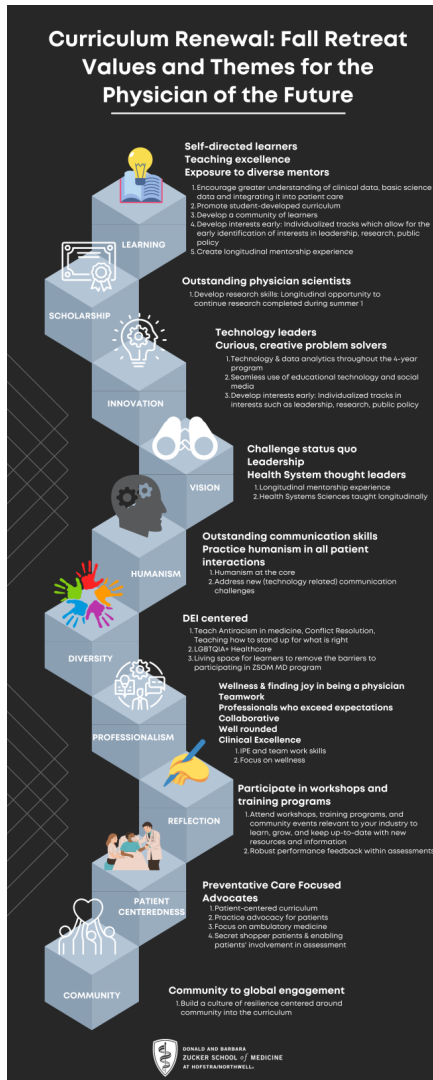 Curriculum Renewal: Fall Retreat
Values and Themes for the
Physician of the Future
Self-directed learners
Teaching excellence
Exposure to diverse mentors
1. Encourage greater understanding of clinical data, basic science
data and integrating it into patient care
2. Promote student-developed curriculum
3. Develop a community of learners
4. Develop interests early: Individualized tracks which allow for the
early identification of interests in leadership, research, public
policy
5. Create longitudinal mentorship experience
LEARNING
Outstanding physician scientists
1. Develop research skills: Longitudinal opportunity to
continue research completed during summer 1
SCHOLARSHIP
Technology leaders
Curious, creative problem solvers
1. Technology & data analytics throughout the 4-year
program
2. Seamless use of educational technology and social
media
3. Develop interests early: Individualized tracks in
interests such as leadership, research, public policy
INNOVATION
Challenge status quo
Leadership
Health System thought leaders
1. Longitudinal mentorship experience
2. Health Systems Sciences taught longitudinally
VISION
Outstanding communication skills
Practice humanism in all patient
interactions
1. Humanism at the core
2. Address new (technology related) communication
challenges
HUMANISM
DEI centered
1. Teach Antiracism in medicine, Conflict Resolution,
Teaching how to stand up for what is right
2. LGBTQIA+ Healthcare
3. Living space for learners to remove the barriers to
participating in ZSOM MD program
DIVERSITY
Wellness & finding joy in being a physician
Teamwork
Professionals who exceed expectations
Collaborative
Well rounded
Clinical Excellence
1. IPE and team work skills
2. Focus on wellness
PROFESSIONALISM
Participate in workshops and
training programs
1. Attend workshops, training programs, and
community events relevant to your industry to
learn, grow, and keep up-to-date with new
resources and information
2. Robust performance feedback within assessments
REFLECTION
Preventative Care Focused
Advocates
1. Patient-centered curriculum
2. Practice advocacy for patients
3. Focus on ambulatory medicine
4. Secret shopper patients & enabling
patients' involvement in assessment
PATIENT
CENTEREDNESS
Community to global engagement
1. Build a culture of resilience centered around
community into the curriculum
COMMUNITY
DONALD AND BARBARA
ZUCKER SCHOOL of MEDICINE
AT HOFSTRA/NORTHWELL®